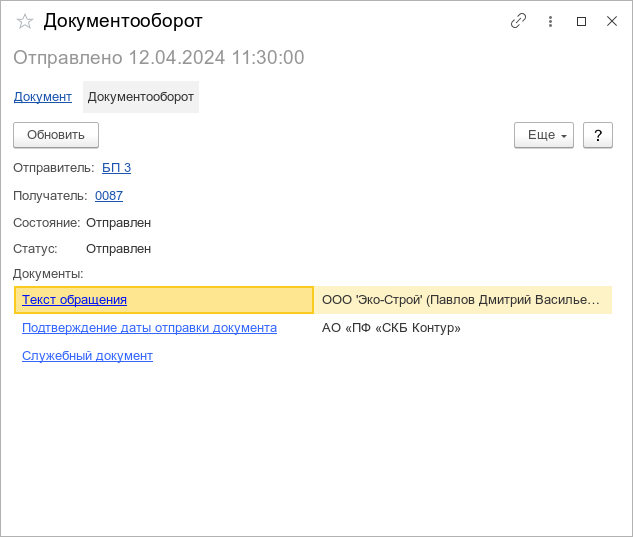 Документооборот
Отправлено 12.04.2024 11:30:00
Документ Документооборот
Обновить Еще ?
Отправитель: БП 3
Получатель: 0087
Состояние: Отправлен
Статус: Отправлен
Документы:
Текст обращения ООО 'Эко-Строй' (Павлов Дмитрий Василье...
Подтверждение даты отправки документа АО «ПФ «СКБ Контур»
Служебный документ